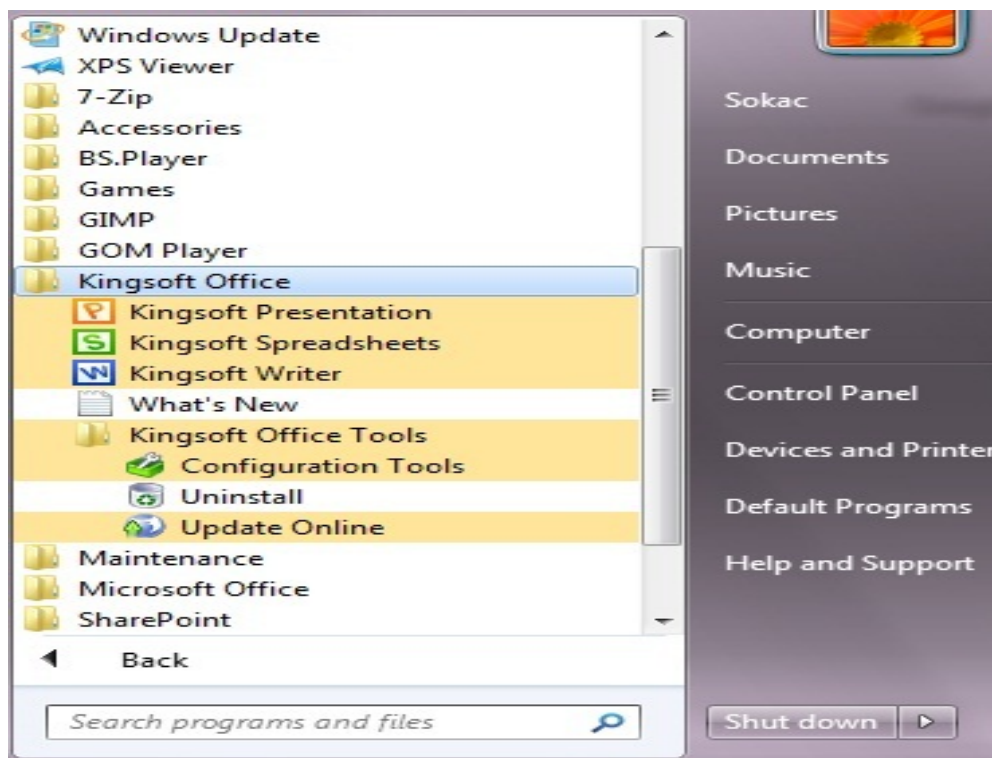 Windows Update
XPS Viewer
7-Zip
Accessories
BS.Player
Games
GIMP
GOM Player
Kingsoft Office
Kingsoft Presentation
Kingsoft Spreadsheets
Kingsoft Writer
What's New
Kingsoft Office Tools
Configuration Tools
Uninstall
Update Online
Maintenance
Microsoft Office
SharePoint
Back
Search programs and files
Sokac
Documents
Pictures
Music
Computer
Control Panel
Devices and Printer
Default Programs
Help and Support
Shut down